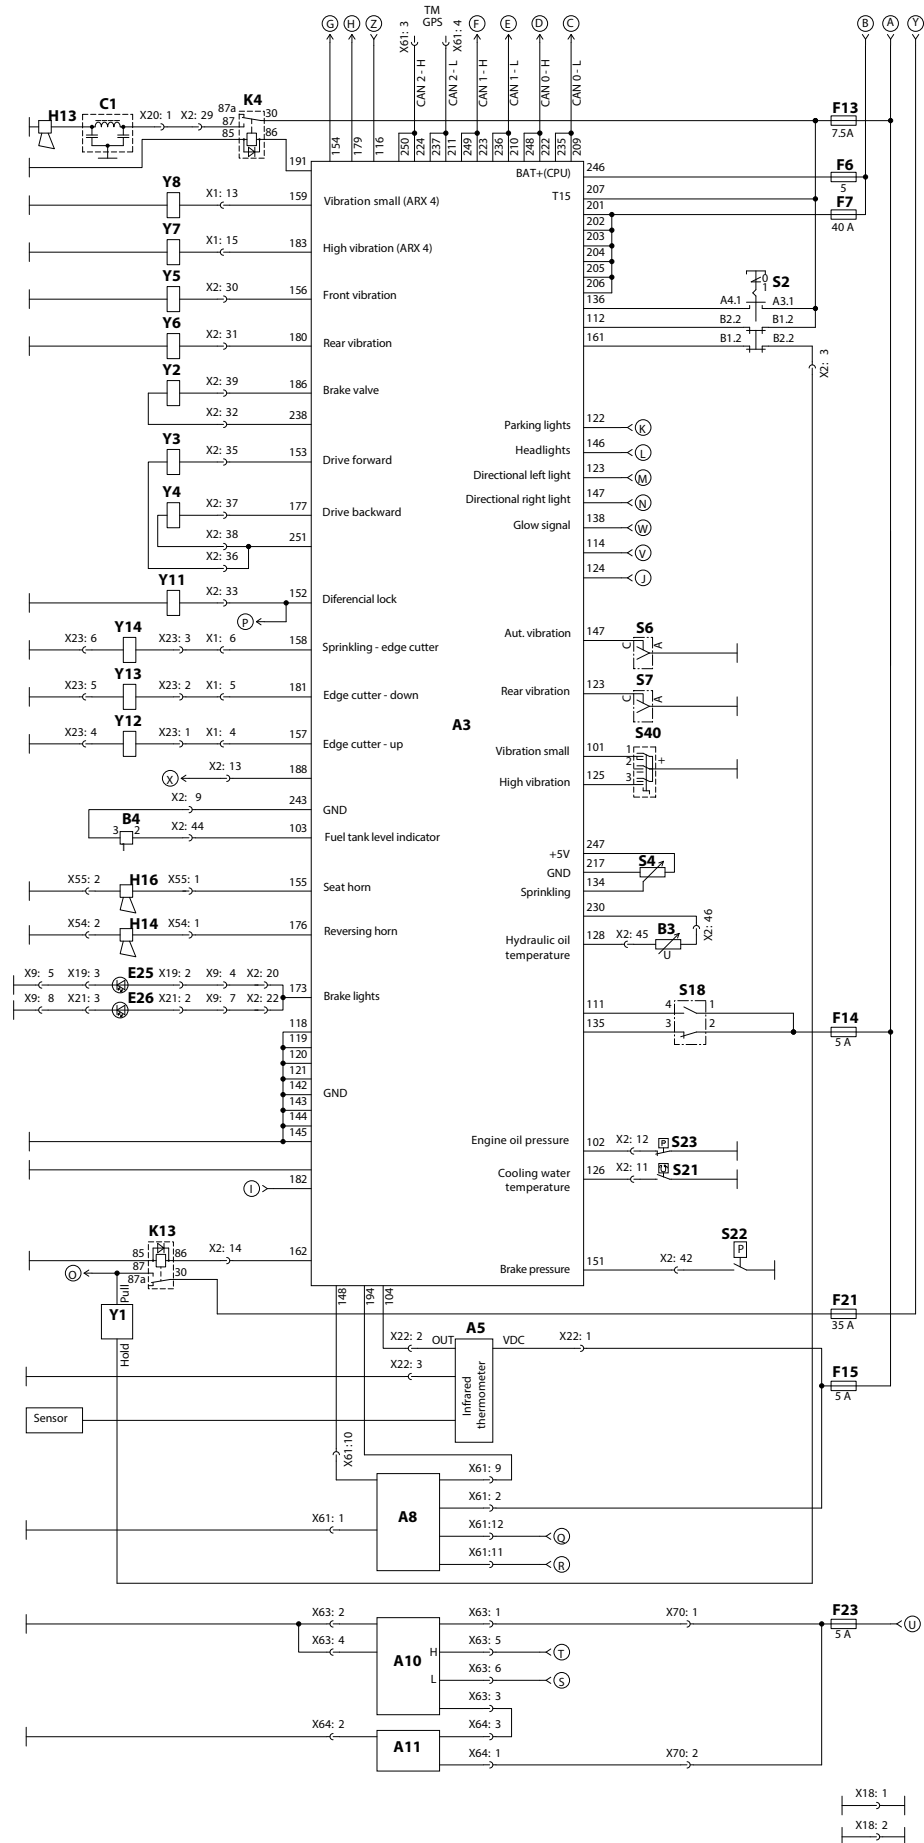 G H Z X61: 3 TM GPS X61: 4 F E D C B A Y
CAN 2 - H CAN 2 - L CAN 1 - H CAN 1 - L CAN 0 - H CAN 0 - L
H13 C1 X20: 1 X2: 29 87a K4 30
87
85 86
154 179 116 250 224 237 211 249 223 236 210 248 222 235 209
F13
7.5A
191
BAT+(CPU) 246 F6
5
T15 207
201 F7
40 A
202
203
204
205
206
Y8 X1: 13 159 Vibration small (ARX 4)
Y7 X1: 15 183 High vibration (ARX 4)
Y5 X2: 30 156 Front vibration
Y6 X2: 31 180 Rear vibration
0
1 S2
136 A4.1 A3.1
112 B2.2 B1.2
161 B1.2 B2.2
X2: 3
Y2 X2: 39 186 Brake valve
X2: 32 238
Y3 X2: 35 153 Drive forward
Y4 X2: 37 177 Drive backward
X2: 38 251
X2: 36
Parking lights 122 K
Headlights 146 L
Directional left light 123 M
Directional right light 147 N
Glow signal 138 W
114 V
124 J
Y11 X2: 33 152 Diferencial lock
P
X23: 6 Y14 X23: 3 X1: 6 158 Sprinkling - edge cutter
X23: 5 Y13 X23: 2 X1: 5 181 Edge cutter - down
X23: 4 Y12 X23: 1 X1: 4 157 Edge cutter - up
A3
Aut. vibration 147 S6
C A
Rear vibration 123 S7
C A
S40
Vibration small 101 1
2 +
High vibration 125 3
X X2: 13 188
X2: 9 243 GND
B4
3 2 X2: 44 103 Fuel tank level indicator
1
+5V 247
GND 217 S4
Sprinkling 134
X55: 2 H16 X55: 1 155 Seat horn
X54: 2 H14 X54: 1 176 Reversing horn
230
Hydraulic oil temperature 128 X2: 45 B3 X2: 46
U
X9: 5 X19: 3 E25 X19: 2 X9: 4 X2: 20
173 Brake lights
X9: 8 X21: 3 E26 X21: 2 X9: 7 X2: 22
S18
111 4 1
135 3 2 F14
5 A
118
119
120
121
142 GND
143
144
145
Engine oil pressure 102 X2: 12 P S23
Cooling water temperature 126 X2: 11 S21
I 182
K13
85 86 X2: 14 162
O 87
87a 30
Pull
Y1
Hold
S22
P
Brake pressure 151 X2: 42
148 194 104
F21
35 A
X22: 2 OUT A5 VDC X22: 1
X22: 3
Infrared thermometer
F15
5 A
Sensor
X61:10
X61: 9
X61: 2
X61: 1 A8
X61:12 Q
X61:11 R
X63: 2 X63: 1 X70: 1 F23
5 A U
X63: 4 A10 H X63: 5 T
L X63: 6 S
X63: 3
X64: 2 A11 X64: 3
X64: 1 X70: 2
X18: 1
X18: 2